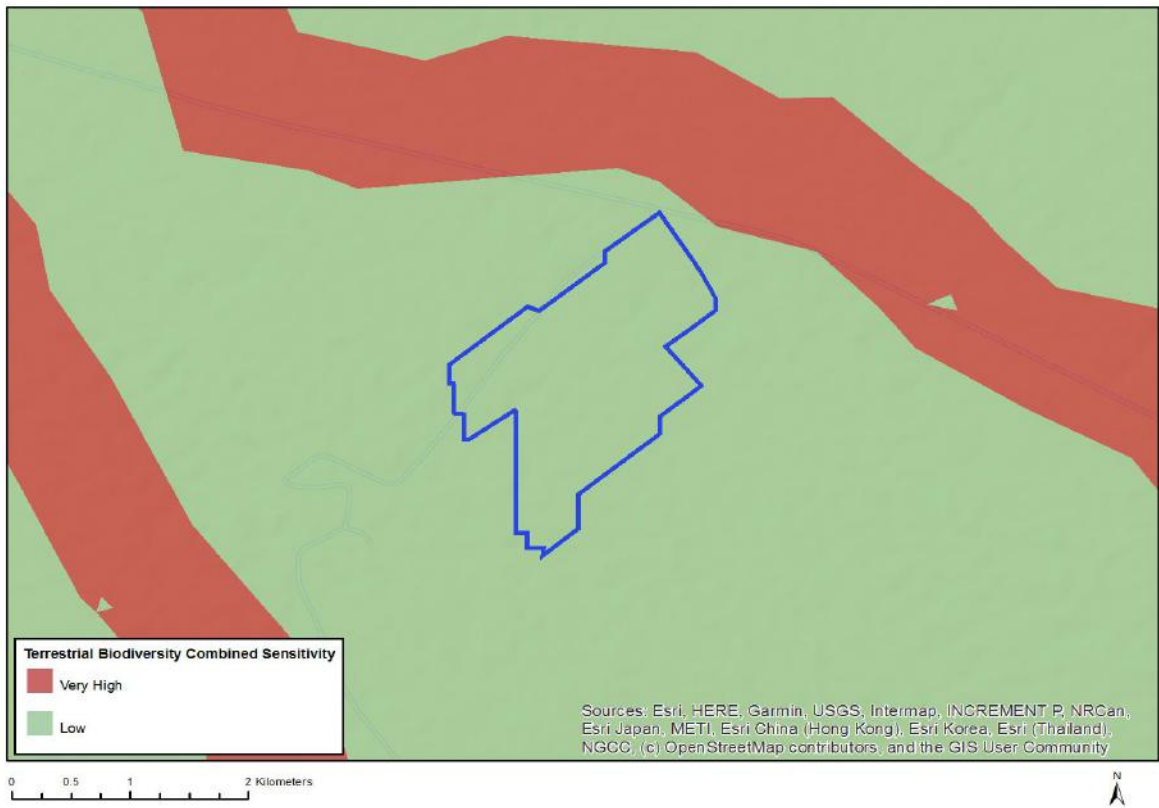 Terrestrial Biodiversity Combined Sensitivity
Very High
Low
Sources: Esri, HERE, Garmin, USGS, Intermap, INCREMENT P, NRCan,
Esri Japan, METI, Esri China (Hong Kong), Esri Korea, Esri (Thailand),
NGCC, (c) OpenStreetMap contributors, and the GIS User Community
0 0.5 1 2 Kilometers
N